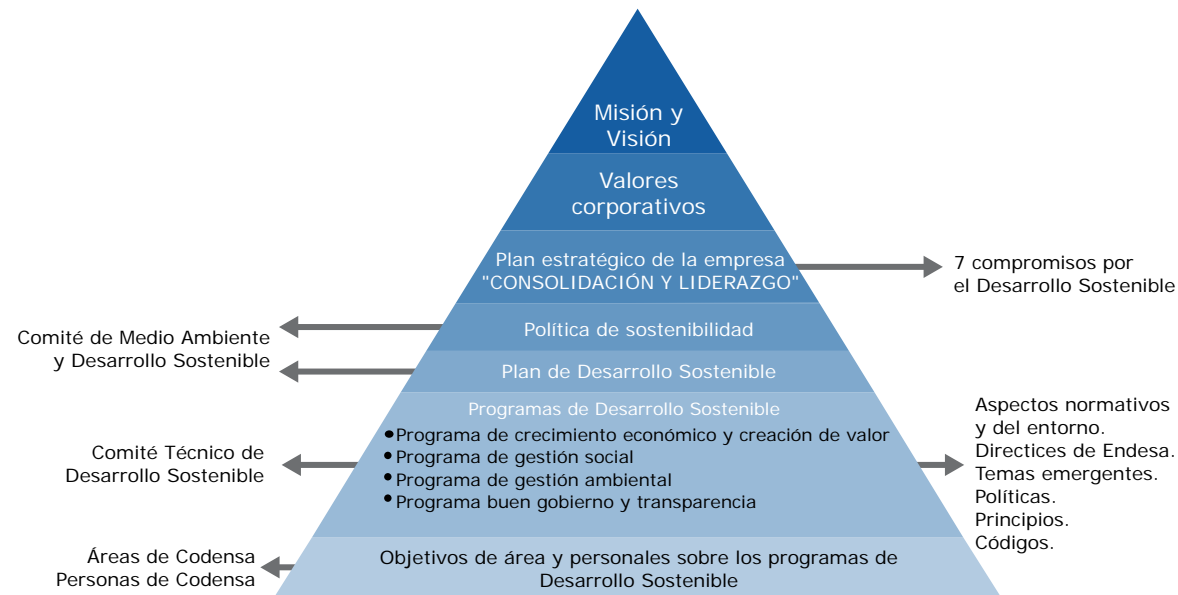 Misión y
Visión
Valores
corporativos
Plan estratégico de la empresa
"CONSOLIDACIÓN Y LIDERAZGO"
7 compromisos por
el Desarrollo Sostenible
Política de sostenibilidad
Comité de Medio Ambiente
y Desarrollo Sostenible
Plan de Desarrollo Sostenible
Programas de Desarrollo Sostenible
•Programa de crecimiento económico y creación de valor
•Programa de gestión social
•Programa de gestión ambiental
•Programa buen gobierno y transparencia
Comité Técnico de
Desarrollo Sostenible
Aspectos normativos
y del entorno.
Directices de Endesa.
Temas emergentes.
Políticas.
Principios.
Códigos.
Áreas de Codensa
Personas de Codensa
Objetivos de área y personales sobre los programas de
Desarrollo Sostenible